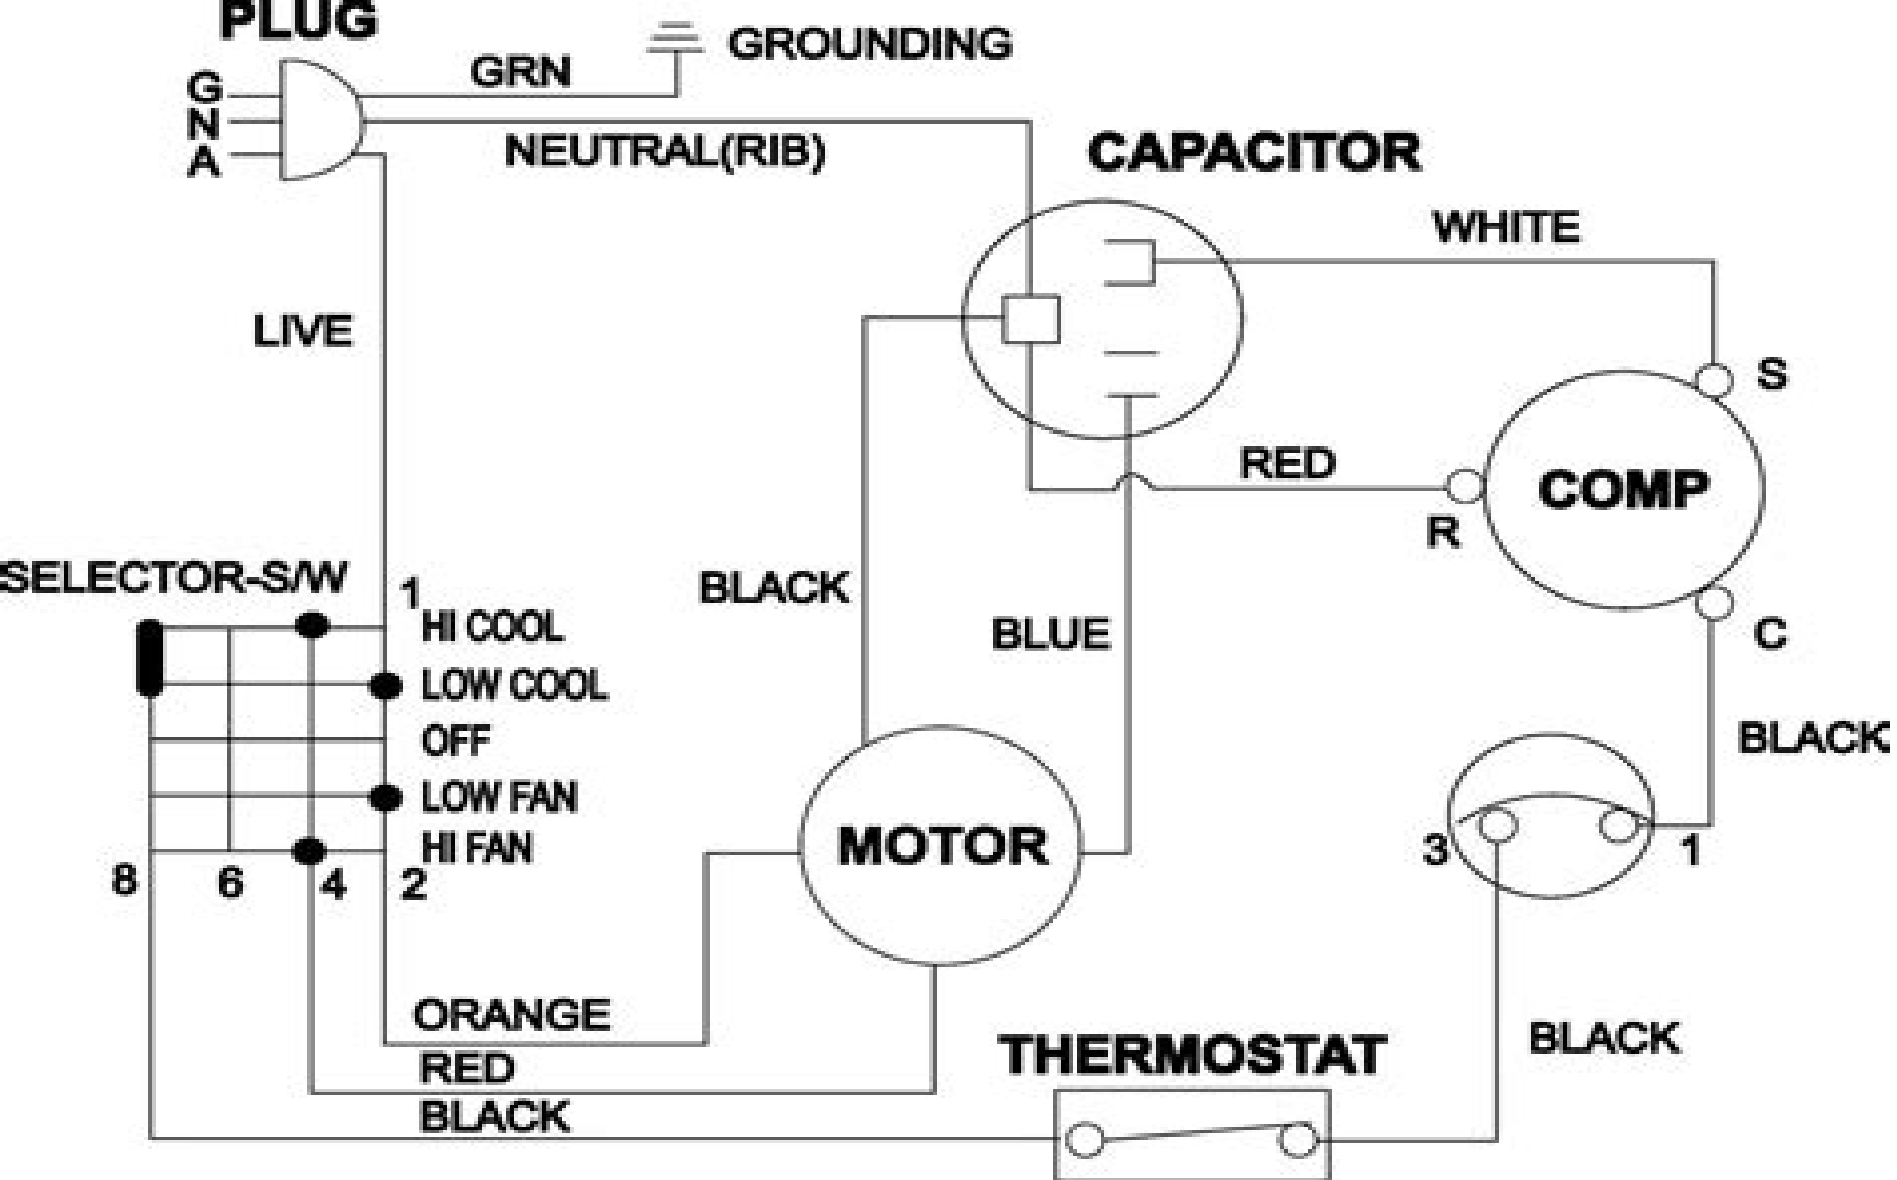 PLUG
GROUNDING
GRN
G
N
A
NEUTRAL(RIB)
CAPACITOR
WHITE
LIVE
S
RED
COMP
R
SELECTOR-S/W
1
BLACK
HI COOL
BLUE
C
LOW COOL
OFF
BLACK
LOW FAN
HI FAN
MOTOR
3
1
8
6
4
2
ORANGE
RED
THERMOSTAT
BLACK
BLACK